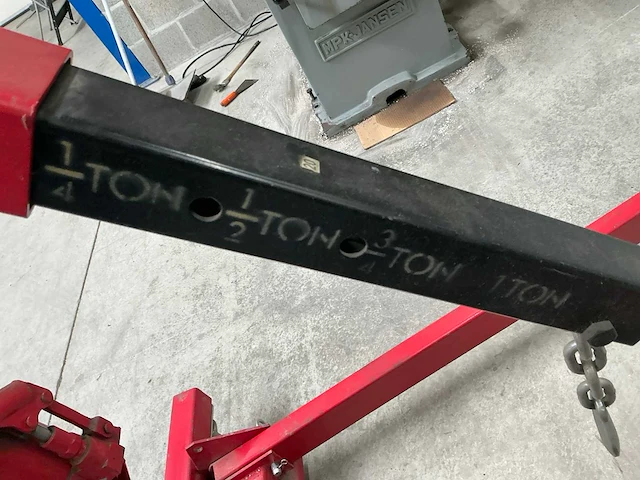 MPK-JANSEN
1/4 TON
1/2 TON
3/4 TON
1 TON